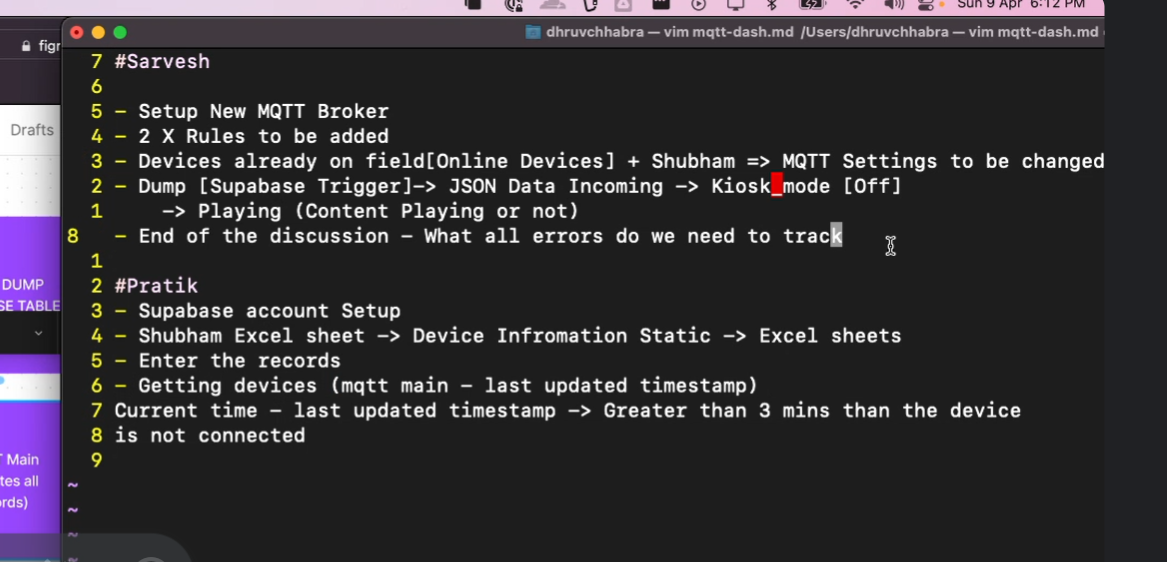 Sun 9 Apr 6:12 PM
dhruvchhabra — vim mqtt-dash.md /Users/dhruvchhabra — vim mqtt-dash.md
figr
Drafts
DUMP
SE TABLE
Main
tes all
rds)
7 #Sarvesh
6
5 - Setup New MQTT Broker
4 - 2 X Rules to be added
3 - Devices already on field[Online Devices] + Shubham => MQTT Settings to be changed
2 - Dump [Supabase Trigger]-> JSON Data Incoming -> Kiosk_mode [Off]
1 -> Playing (Content Playing or not)
8 - End of the discussion - What all errors do we need to track
1
2 #Pratik
3 - Supabase account Setup
4 - Shubham Excel sheet -> Device Infromation Static -> Excel sheets
5 - Enter the records
6 - Getting devices (mqtt main - last updated timestamp)
7 Current time - last updated timestamp -> Greater than 3 mins than the device
8 is not connected
9
~
~
~
~